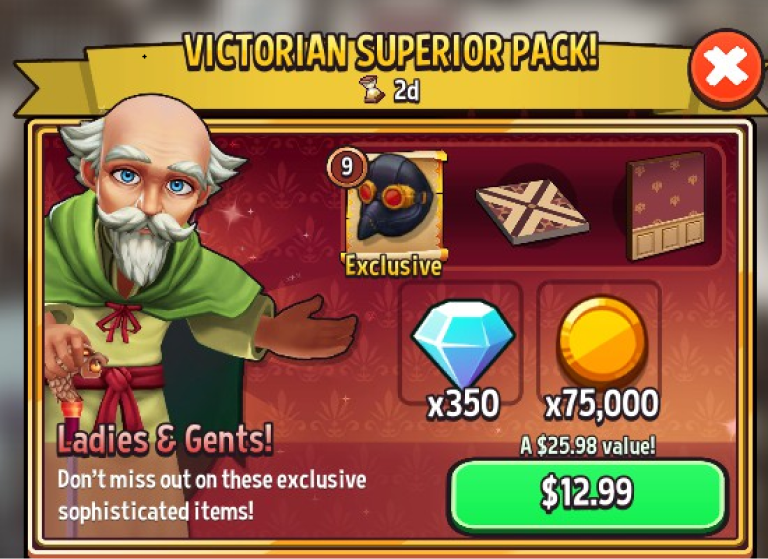 VICTORIAN SUPERIOR PACK!
2d
9
Exclusive
x350
x75,000
Ladies & Gents!
A $25.98 value!
Don't miss out on these exclusive
sophisticated items!
$12.99